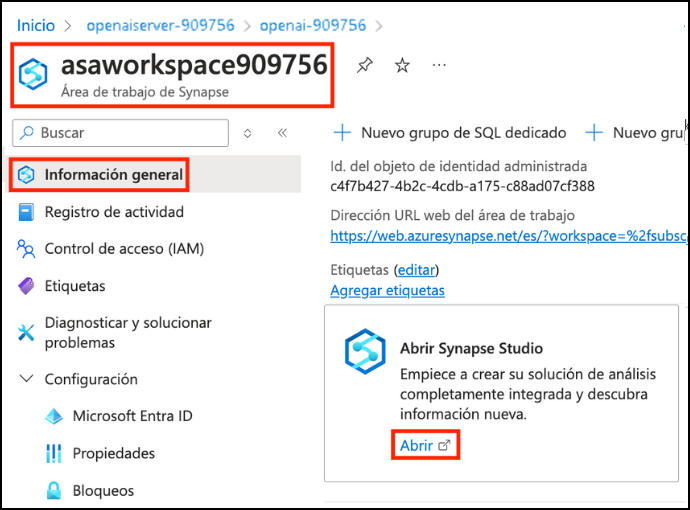 Inicio > openaiserver-909756 > openai-909756 >
asaworkspace909756
Área de trabajo de Synapse
Buscar
Información general
Registro de actividad
Control de acceso (IAM)
Etiquetas
Diagnosticar y solucionar
problemas
Configuración
Microsoft Entra ID
Propiedades
Bloqueos
Nuevo grupo de SQL dedicado
Nuevo gru
Id. del objeto de identidad administrada
c4f7b427-4b2c-4cdb-a175-c88ad07cf388
Dirección URL web del área de trabajo
https://web.azuresynapse.net/es/?workspace=%2fsubsc
Etiquetas (editar)
Agregar etiquetas
Abrir Synapse Studio
Empiece a crear su solución de análisis
completamente integrada y descubra
información nueva.
Abrir